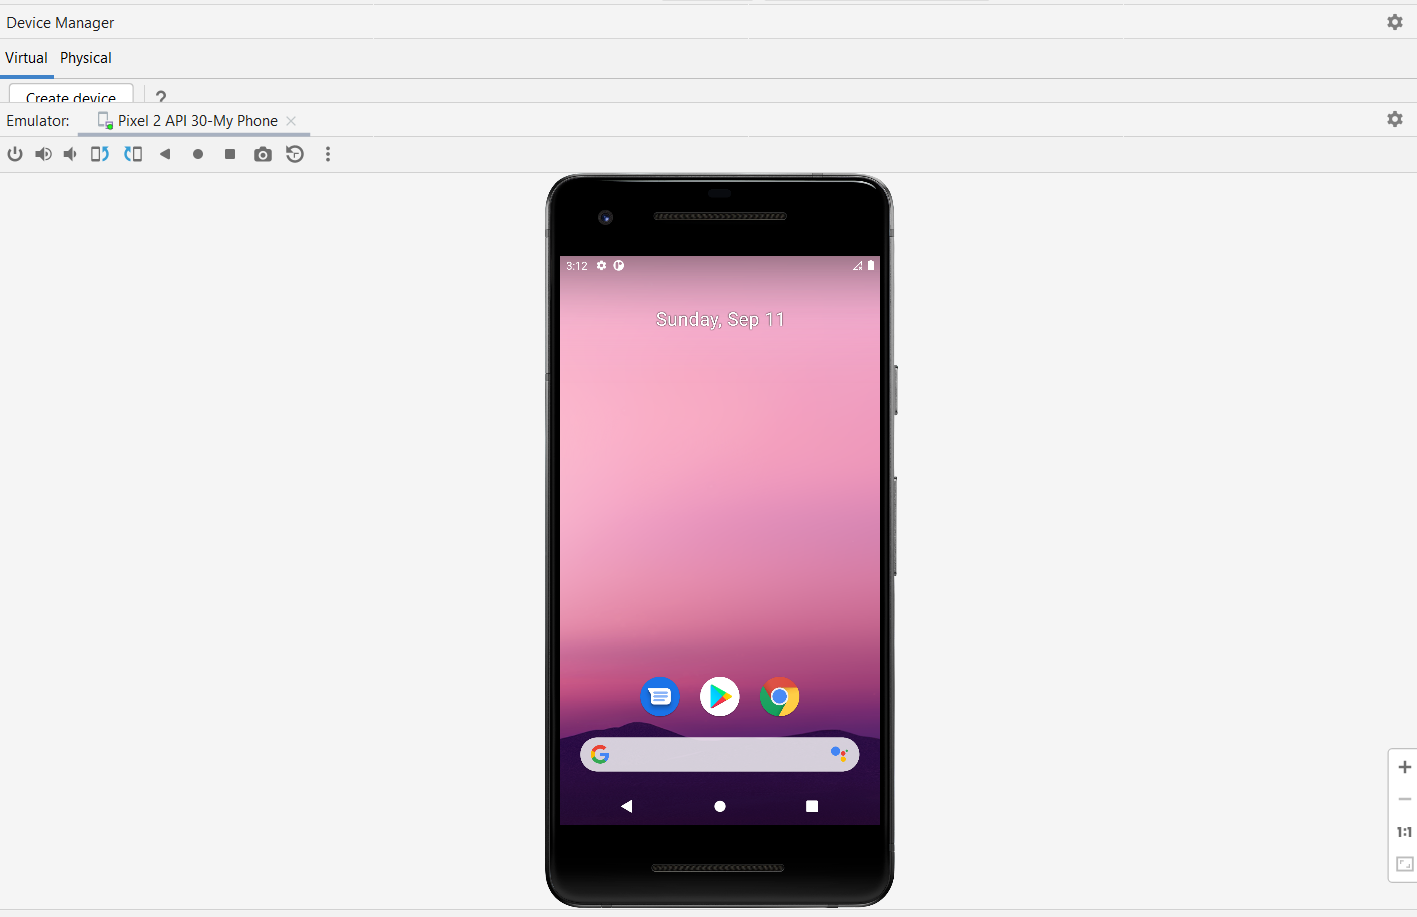 Device Manager
Virtual Physical
Create device ?
Emulator: Pixel 2 API 30-My Phone
3:12
Sunday, Sep 11
1:1